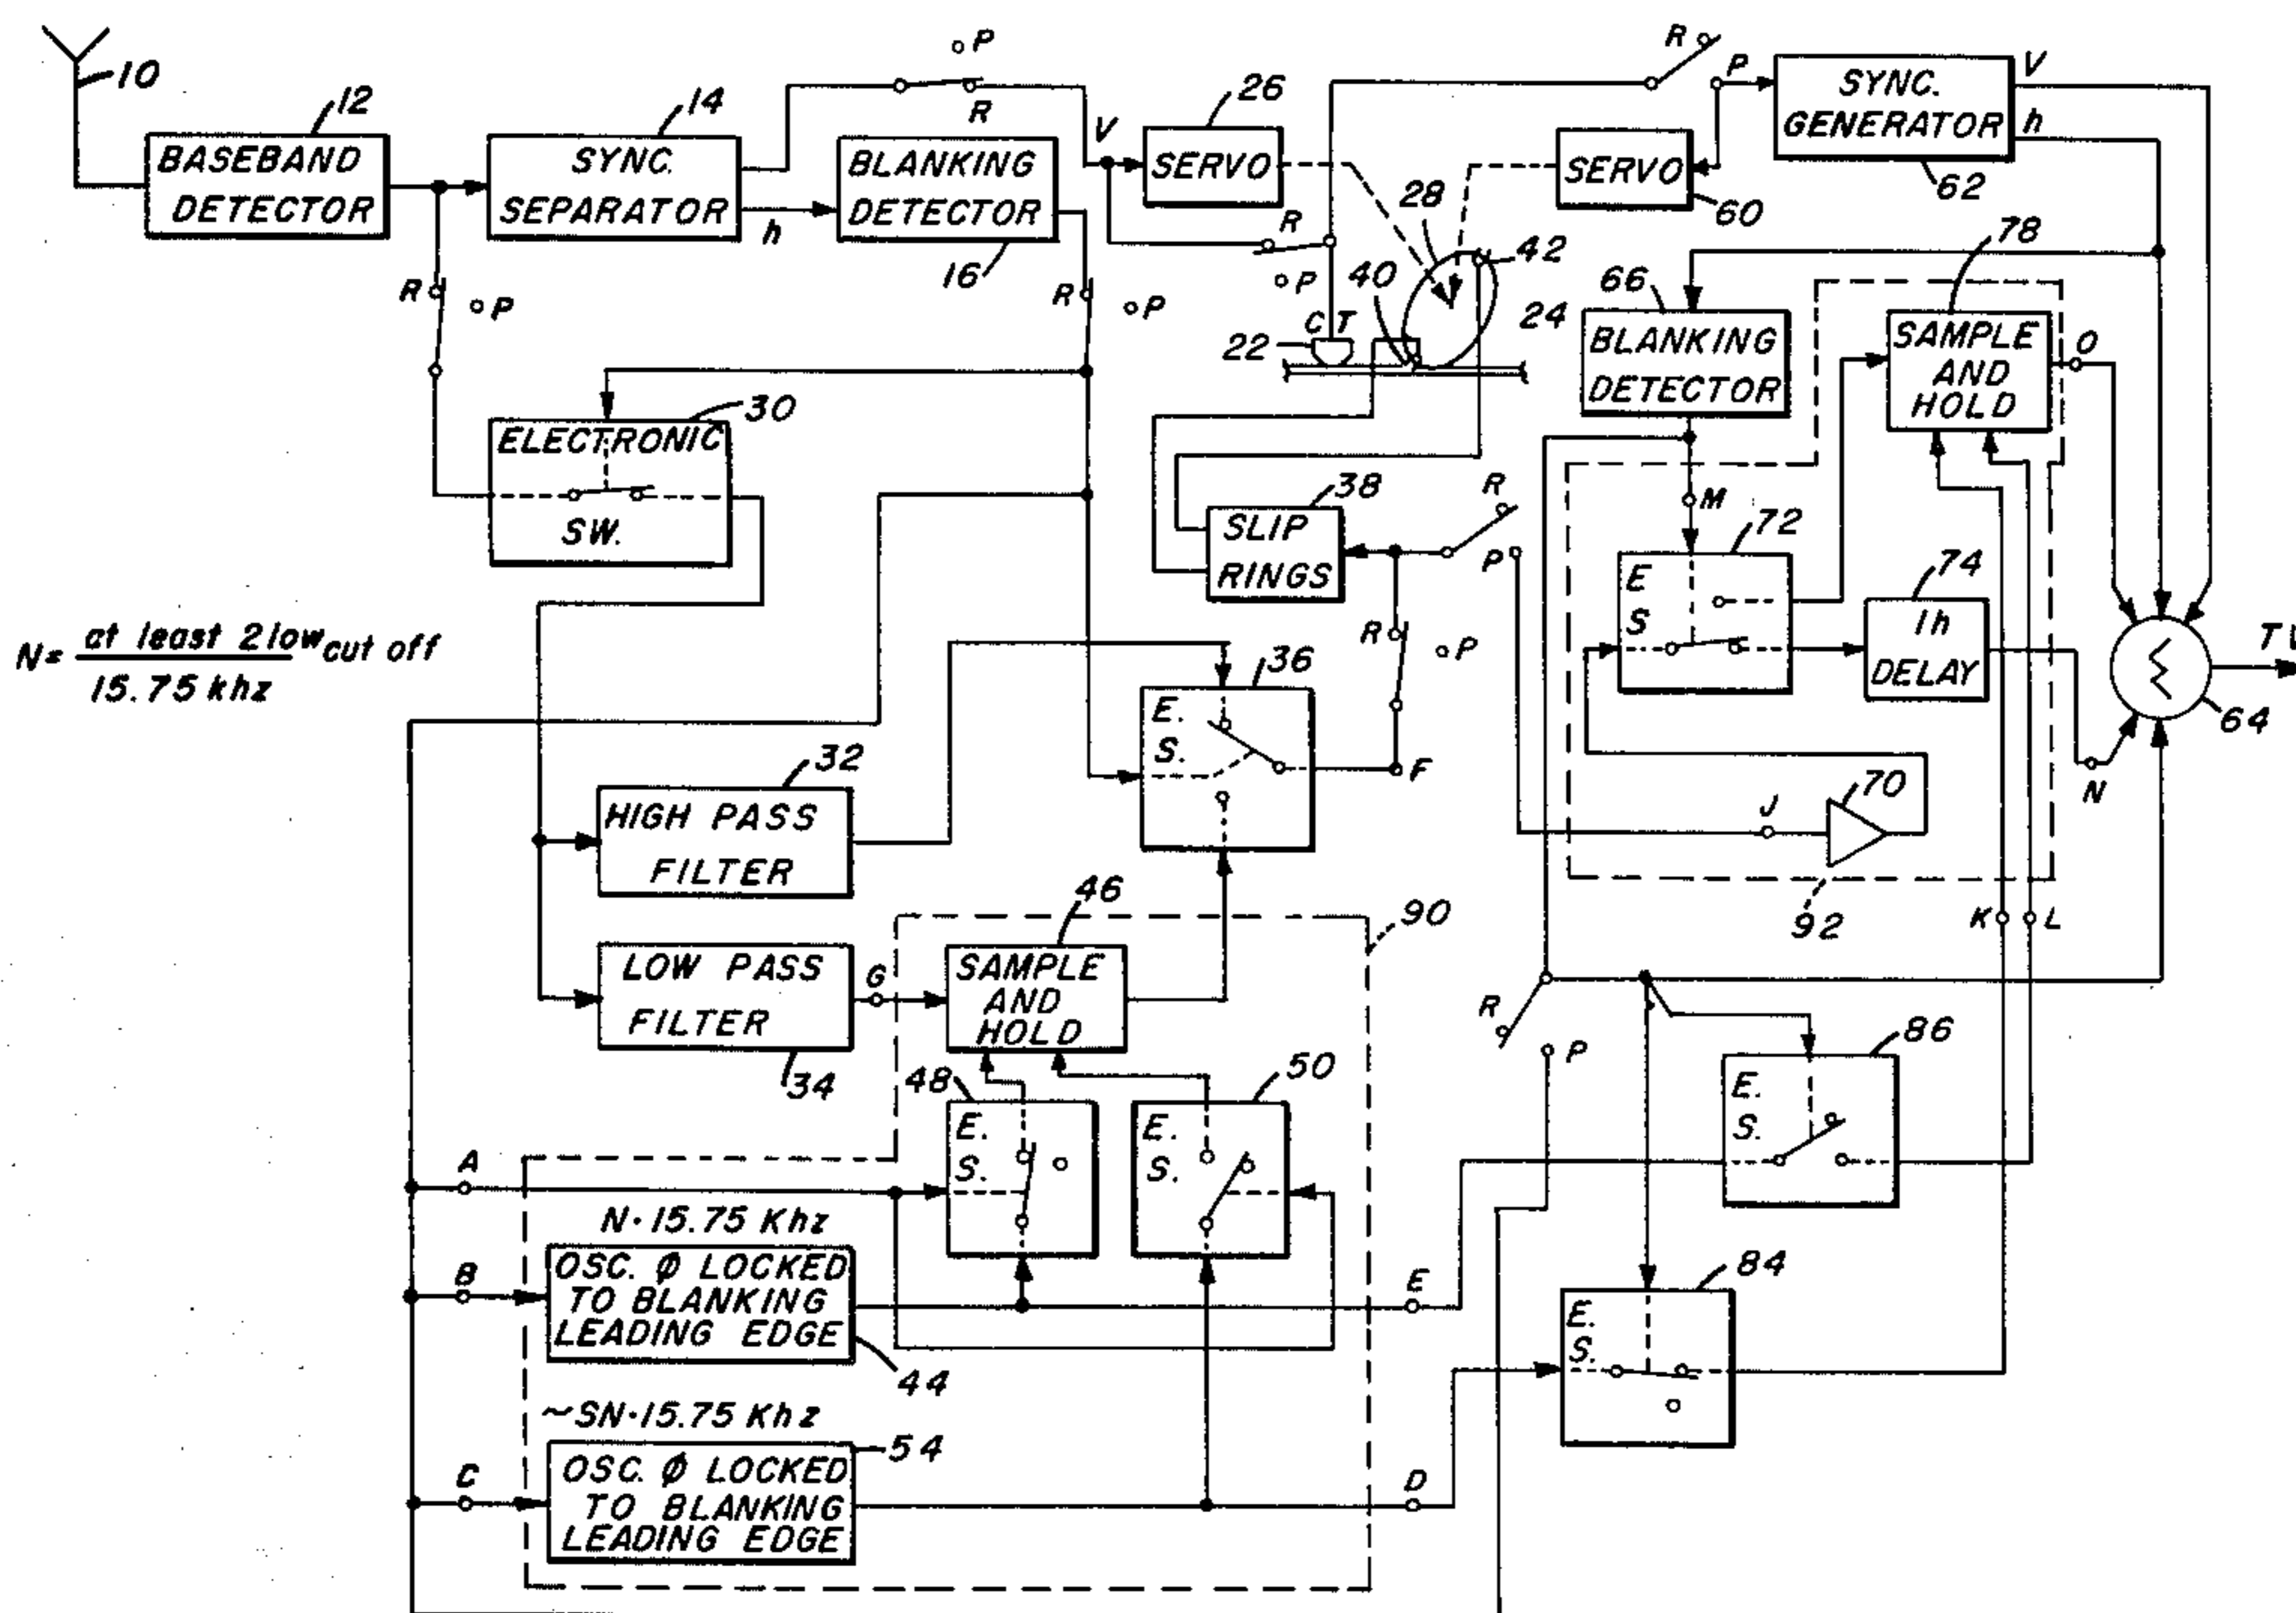 10
12
BASEBAND
DETECTOR
14
SYNC.
SEPARATOR
h
P
R
BLANKING
DETECTOR
16
V
26
SERVO
R
P
SYNC.
GENERATOR
V
h
62
SERVO
60
28
42
40
24
R
P
R
P
R
P
C T
22
66
BLANKING
DETECTOR
78
SAMPLE
AND
HOLD
O
30
ELECTRONIC
SW.
38
SLIP
RINGS
R
P
M
72
E
S
74
1h
DELAY
TV
64
N
N= at least 2 low cut off
15.75 khz
R
P
36
E.
S.
F
J
70
92
K
L
32
HIGH PASS
FILTER
LOW PASS
FILTER
34
G
46
SAMPLE
AND
HOLD
90
R
P
48
E.
S.
50
E.
S.
86
E.
S.
A
N·15.75 Khz
B
OSC. Ø LOCKED
TO BLANKING
LEADING EDGE
44
E
84
E.
S.
~SN·15.75 Khz
54
C
OSC. Ø LOCKED
TO BLANKING
LEADING EDGE
D